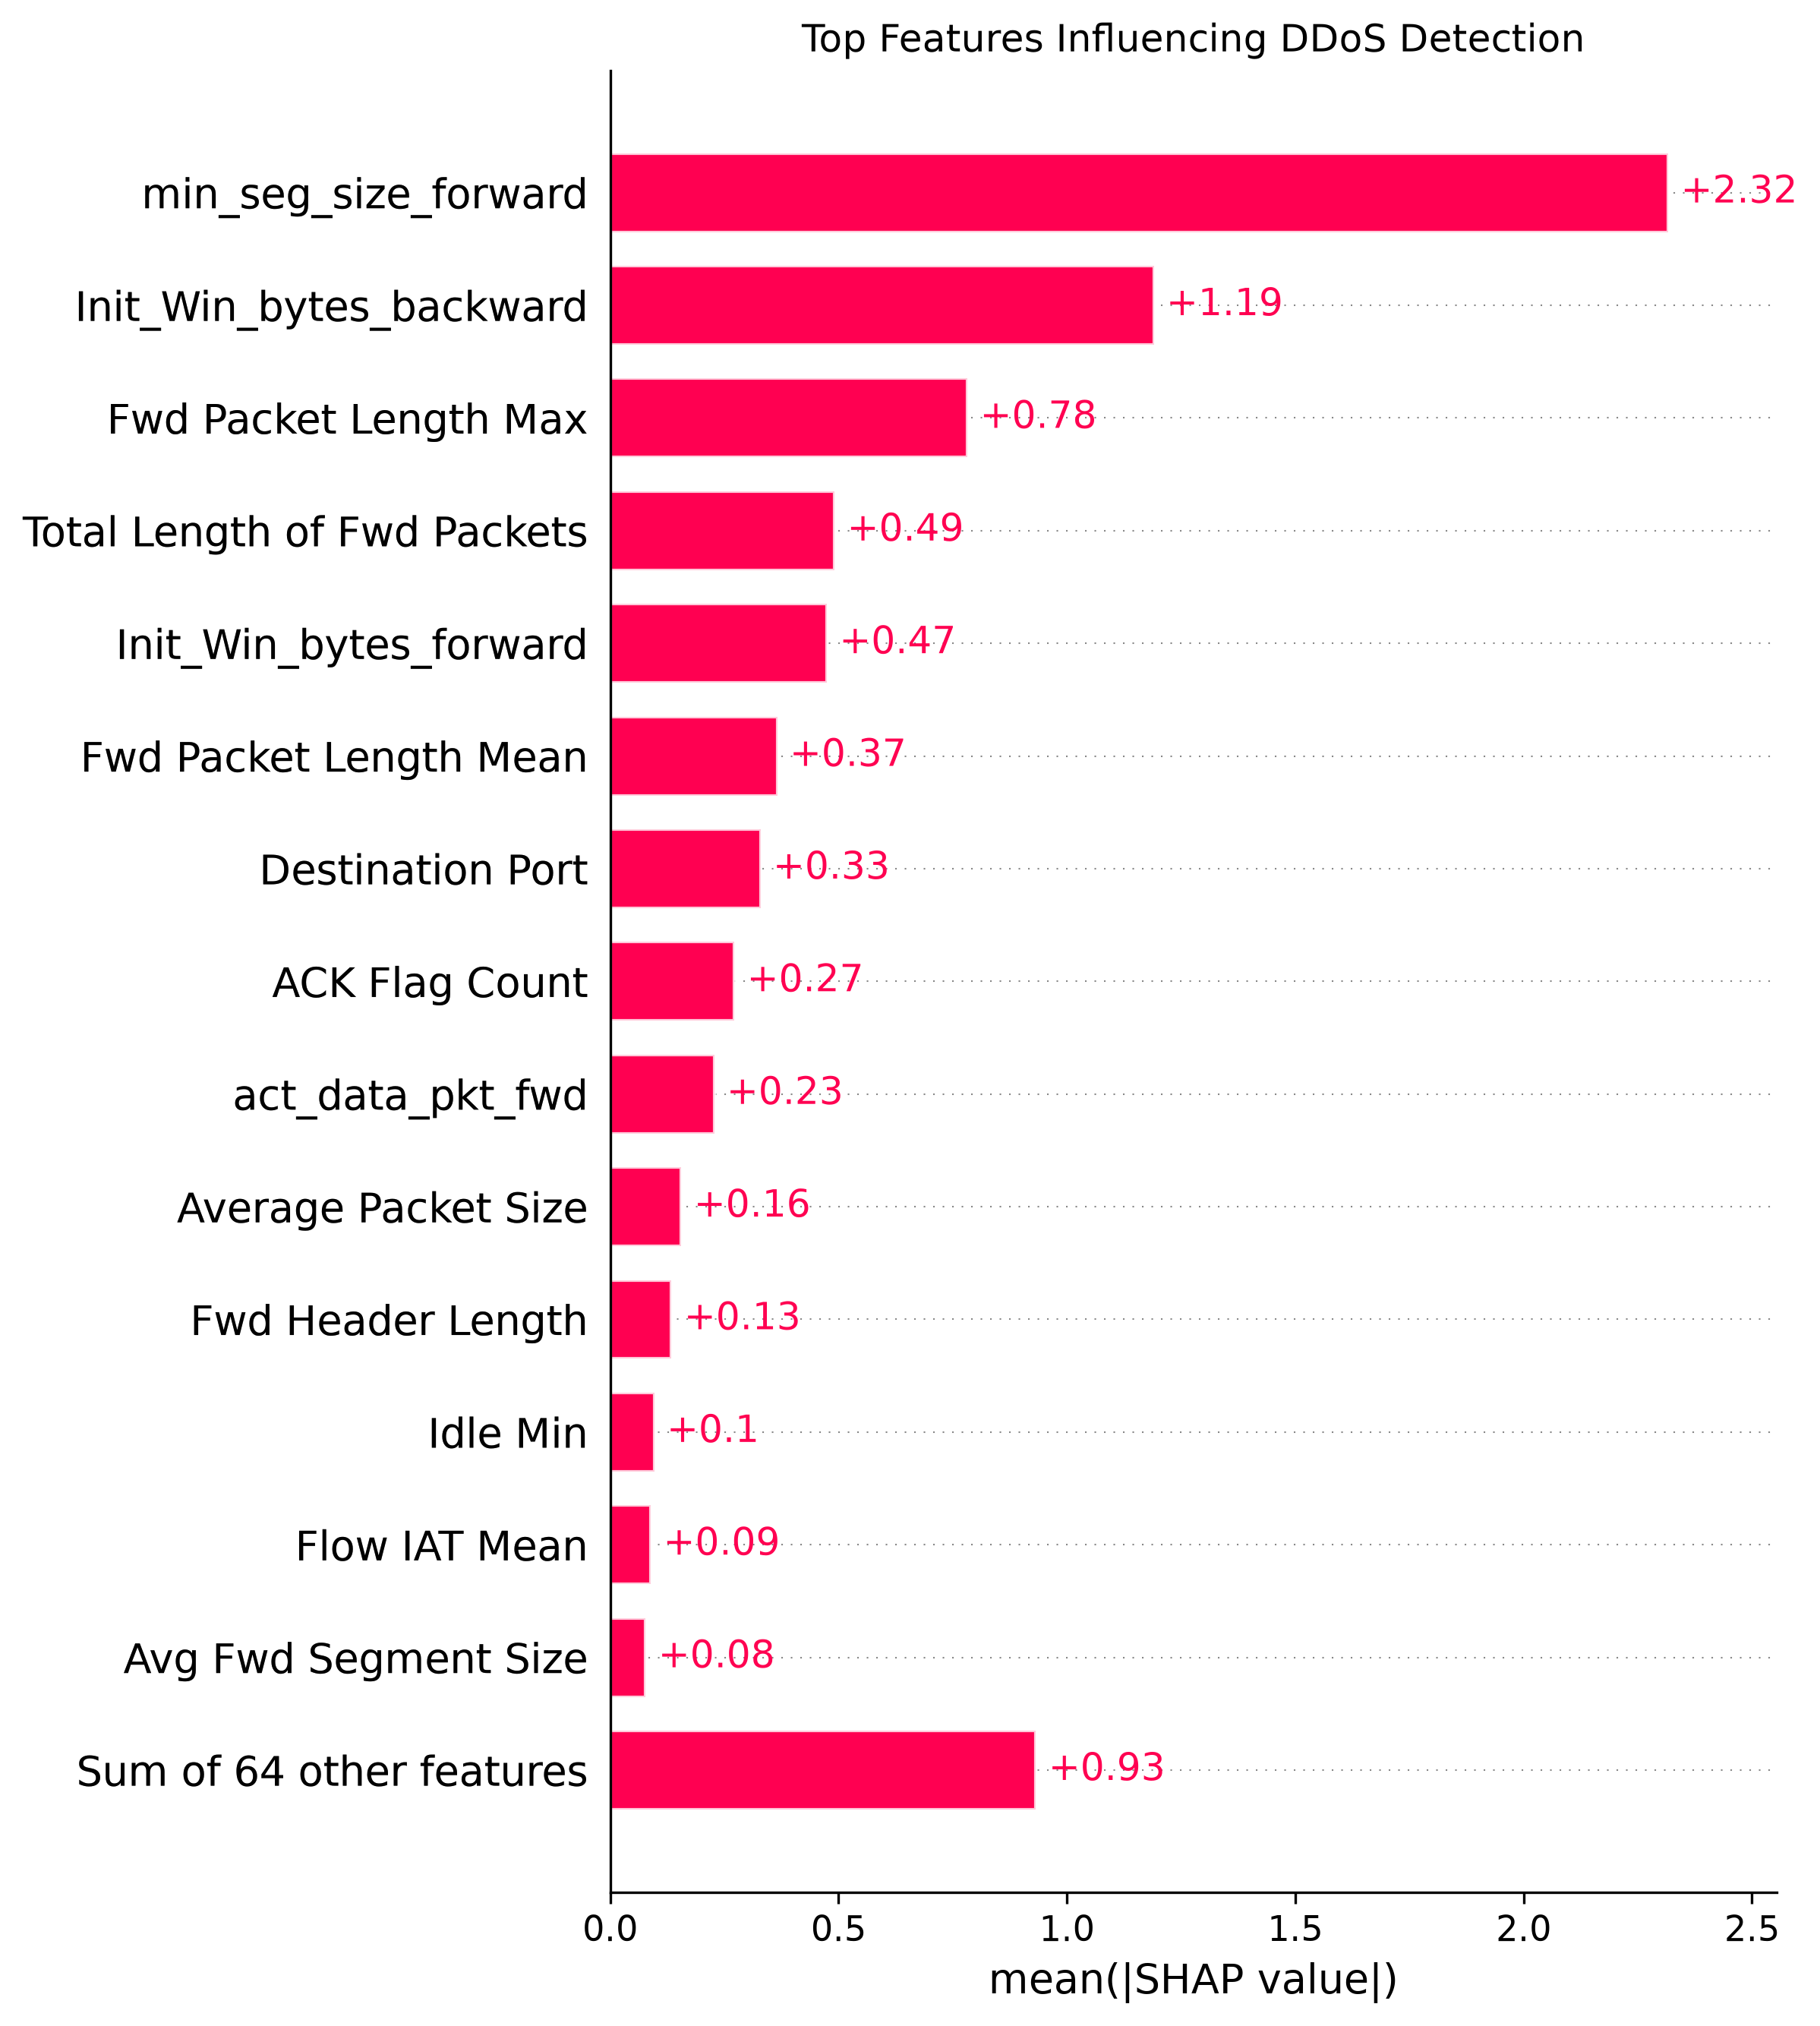 Top Features Influencing DDoS Detection
min_seg_size_forward +2.32
Init_Win_bytes_backward +1.19
Fwd Packet Length Max +0.78
Total Length of Fwd Packets +0.49
Init_Win_bytes_forward +0.47
Fwd Packet Length Mean +0.37
Destination Port +0.33
ACK Flag Count +0.27
act_data_pkt_fwd +0.23
Average Packet Size +0.16
Fwd Header Length +0.13
Idle Min +0.1
Flow IAT Mean +0.09
Avg Fwd Segment Size +0.08
Sum of 64 other features +0.93
0.0 0.5 1.0 1.5 2.0 2.5
mean(|SHAP value|)